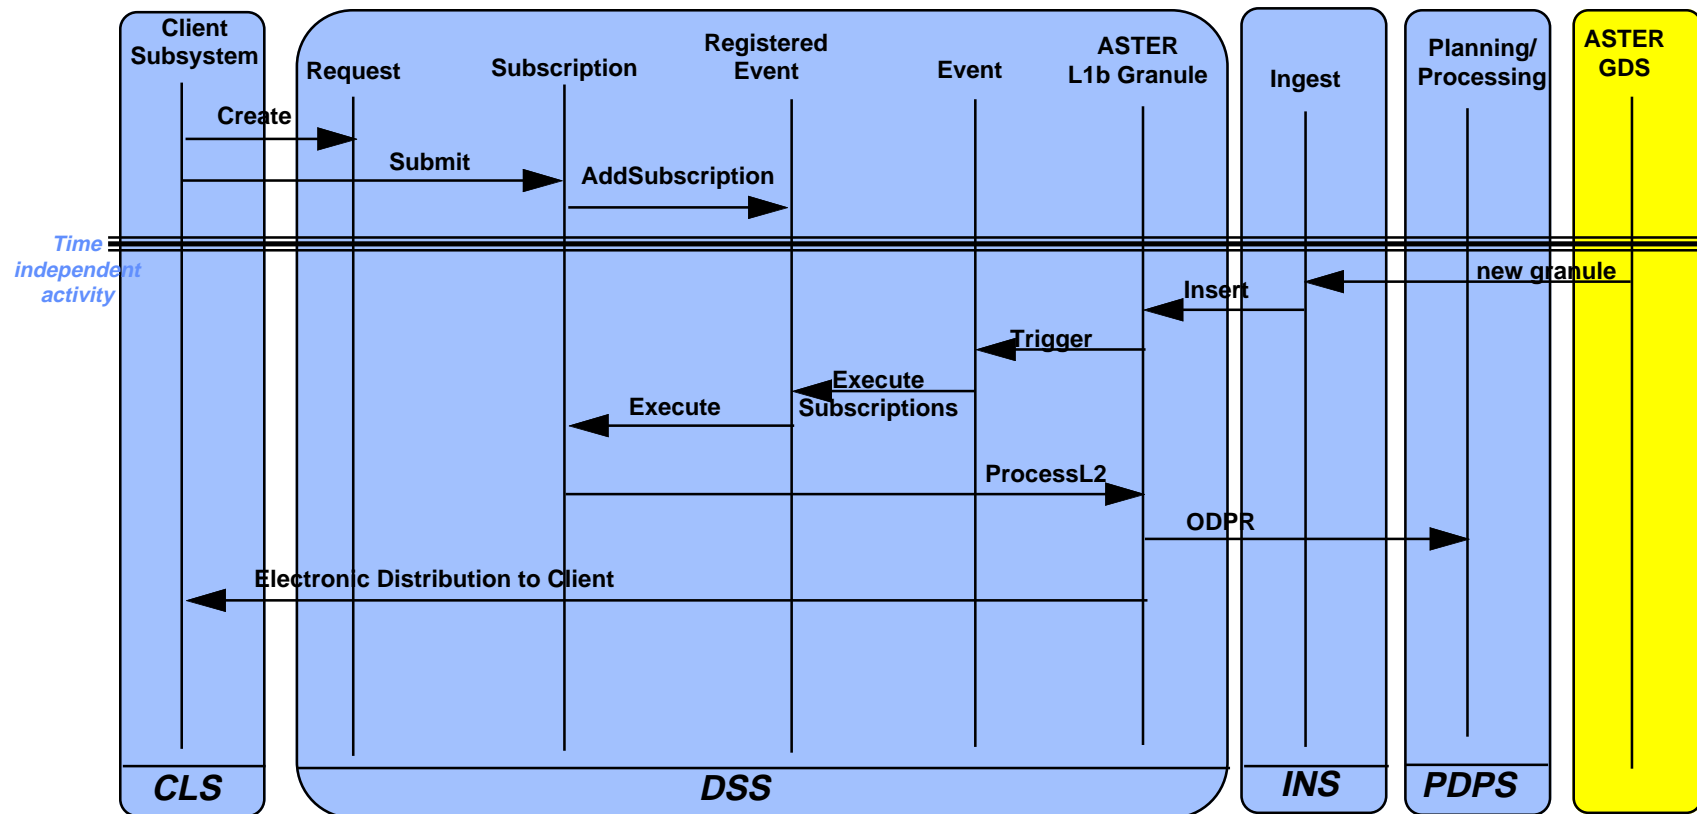 Client
Subsystem
Request
Subscription
Registered
Event
Event
ASTER
L1b Granule
Ingest
Planning/
Processing
ASTER
GDS
Create
Submit
AddSubscription
Time
independent
activity
new granule
Insert
Trigger
Execute
Subscriptions
Execute
ProcessL2
ODPR
Electronic Distribution to Client
CLS
DSS
INS
PDPS